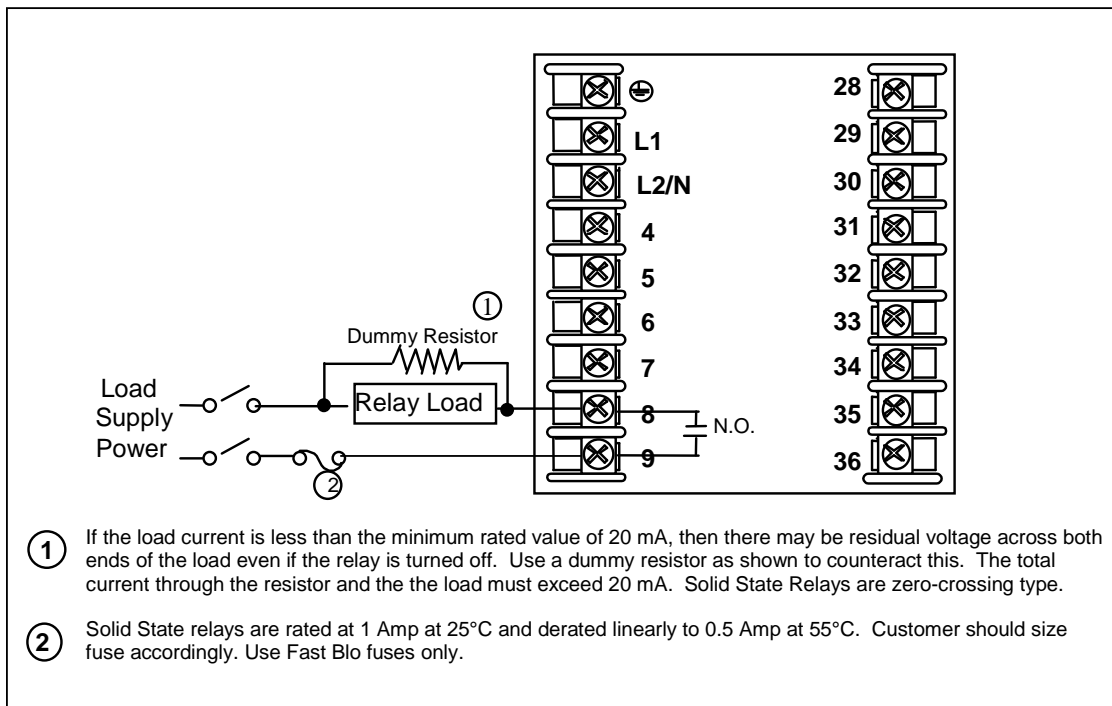 L1
L2/N
4
5
6
7
8
9
28
29
30
31
32
33
34
35
36
N.O.
1
Dummy Resistor
Relay Load
Load
Supply
Power
2
1 If the load current is less than the minimum rated value of 20 mA, then there may be residual voltage across both
ends of the load even if the relay is turned off. Use a dummy resistor as shown to counteract this. The total
current through the resistor and the the load must exceed 20 mA. Solid State Relays are zero-crossing type.
2 Solid State relays are rated at 1 Amp at 25°C and derated linearly to 0.5 Amp at 55°C. Customer should size
fuse accordingly. Use Fast Blo fuses only.